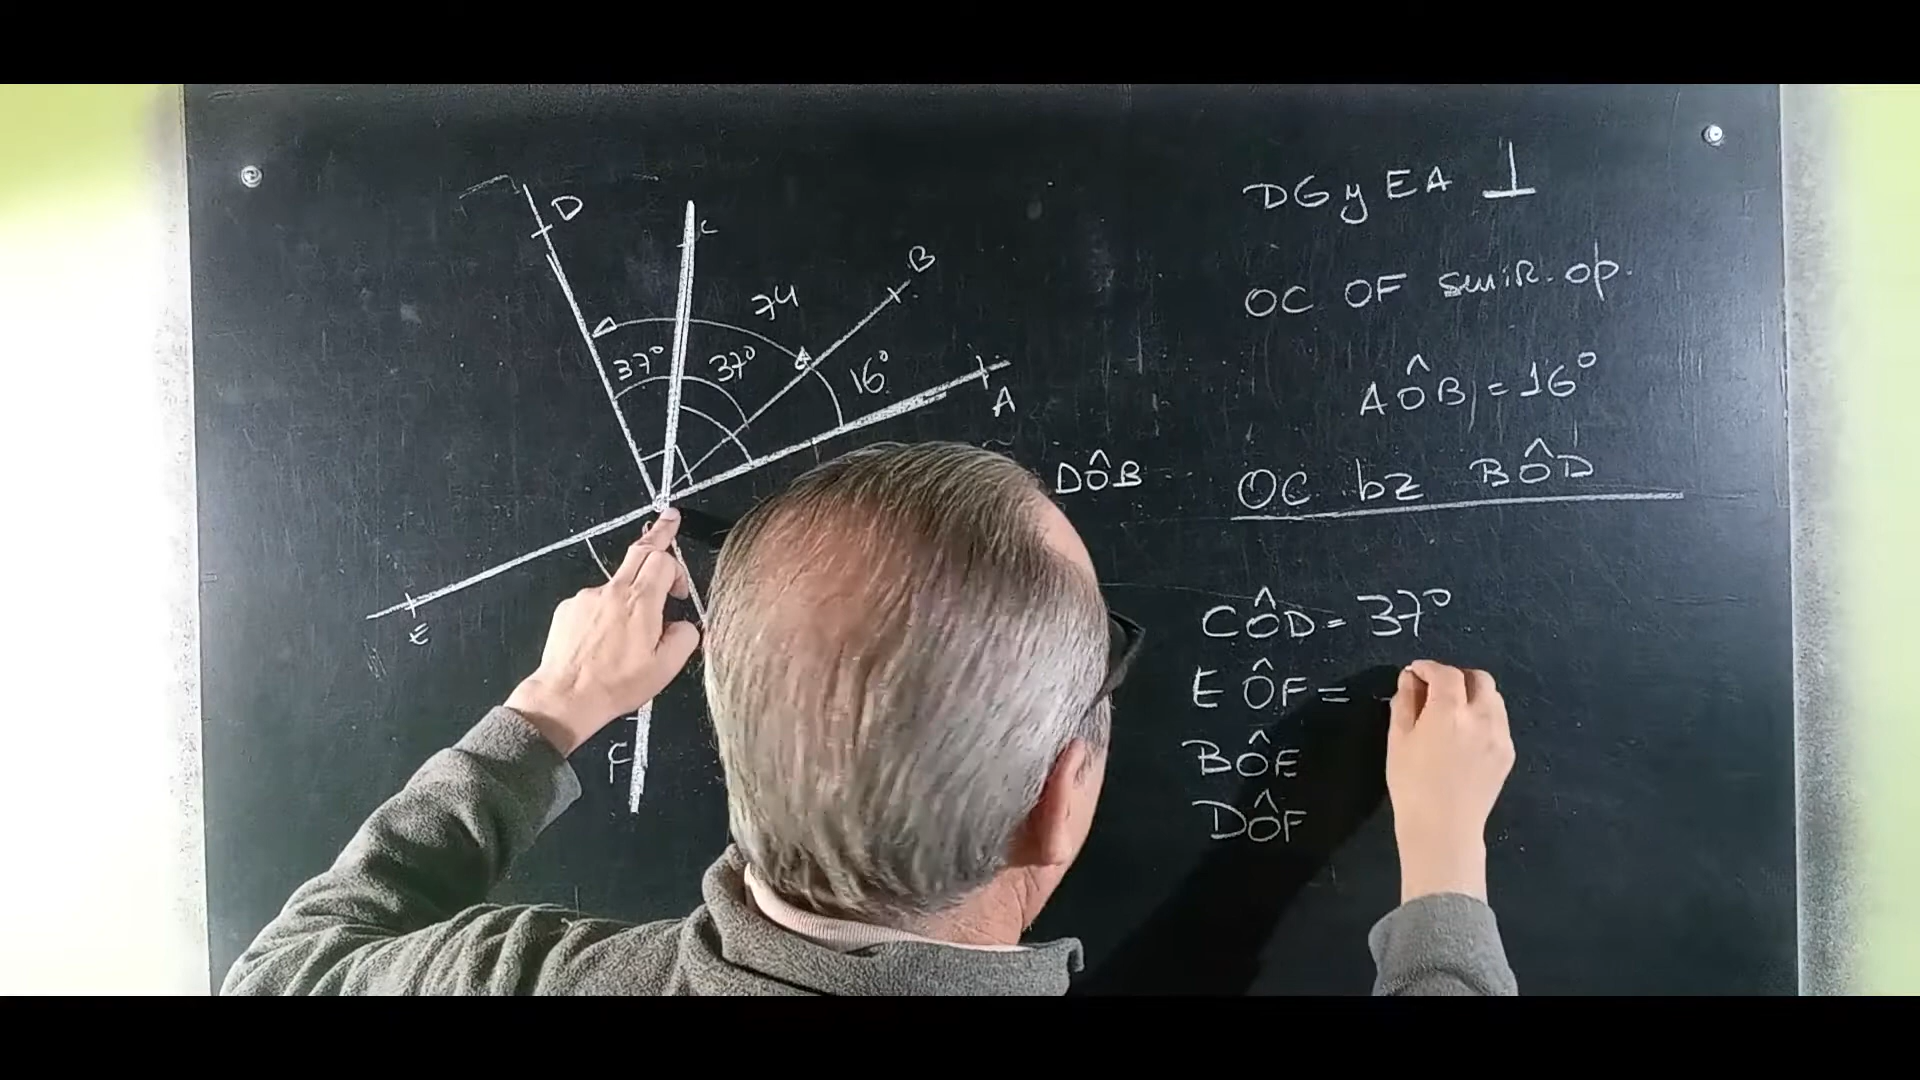 D
C
B
74
37° 37° 16°
A
E
F
DG y EA ⊥
OC OF semir. op.
AÔB = 16°
DÔB
OC bz BÔD
CÔD = 37°
EÔF =
BÔE
DÔF